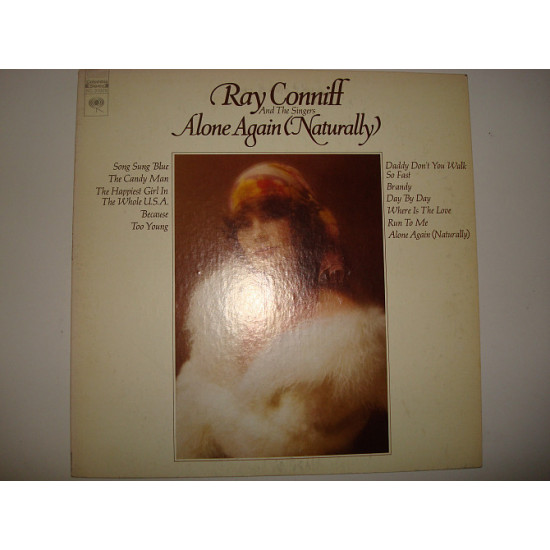 Ray Conniff
And The Singers
Alone Again (Naturally)
Song Sung Blue
The Candy Man
The Happiest Girl In
The Whole U.S.A.
Because
Too Young
Daddy Don't You Walk
So Fast
Brandy
Day By Day
Where Is The Love
Run To Me
Alone Again (Naturally)